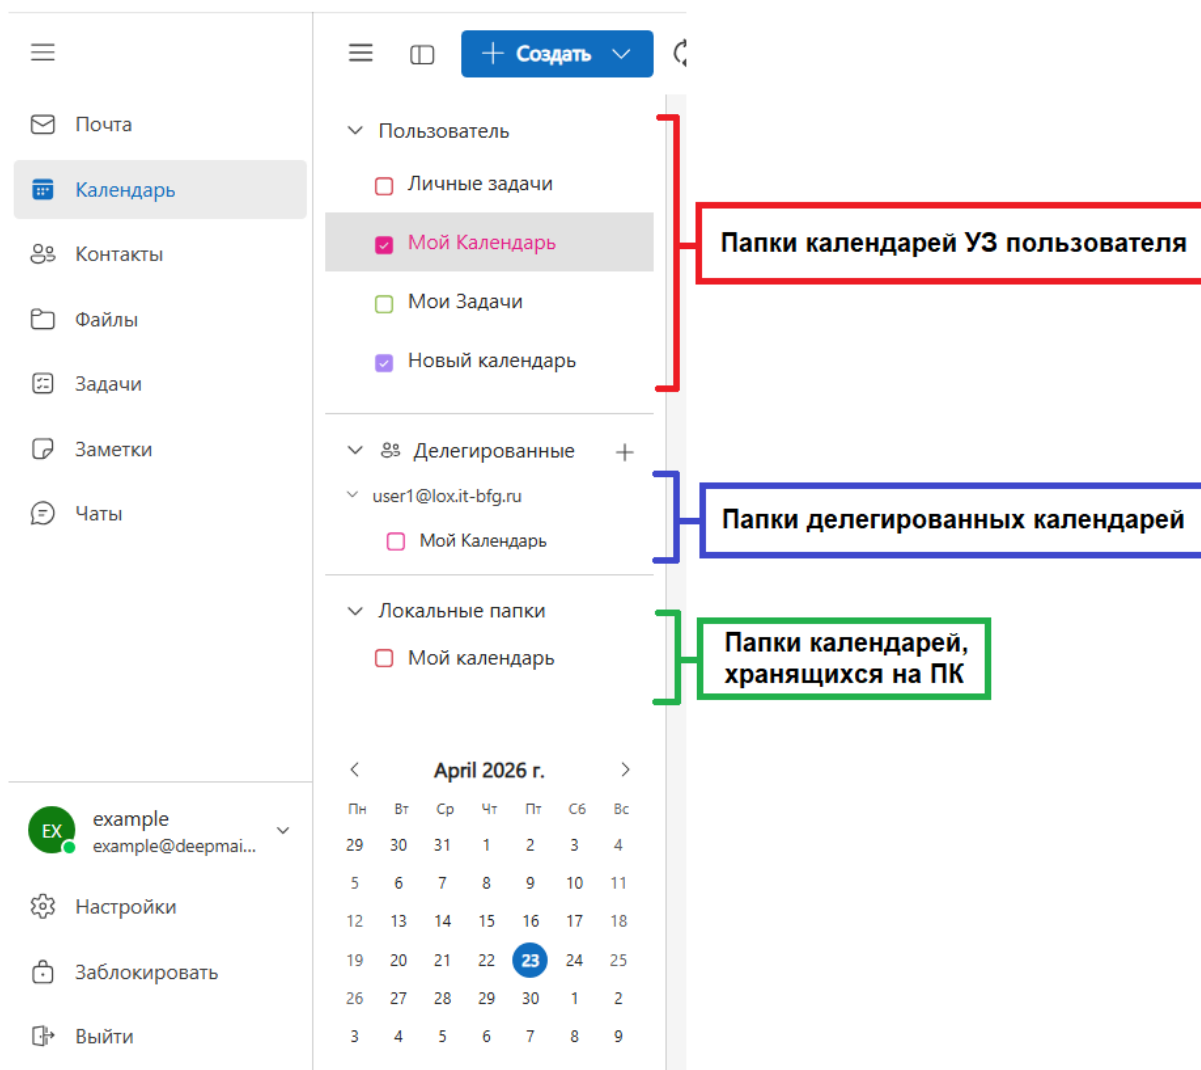 Почта
Календарь
Контакты
Файлы
Задачи
Заметки
Чаты
example
EX
example@deepmai...
Настройки
Заблокировать
Выйти
Создать
Пользователь
Личные задачи
Мой Календарь
Мои Задачи
Новый календарь
Делегированные
user1@lox.it-bfg.ru
Мой Календарь
Локальные папки
Мой календарь
April 2026 г.
Пн Вт Ср Чт Пт Сб Вс
29 30 31 1 2 3 4
5 6 7 8 9 10 11
12 13 14 15 16 17 18
19 20 21 22 23 24 25
26 27 28 29 30 1 2
3 4 5 6 7 8 9
Папки календарей УЗ пользователя
Папки делегированных календарей
Папки календарей,
хранящихся на ПК